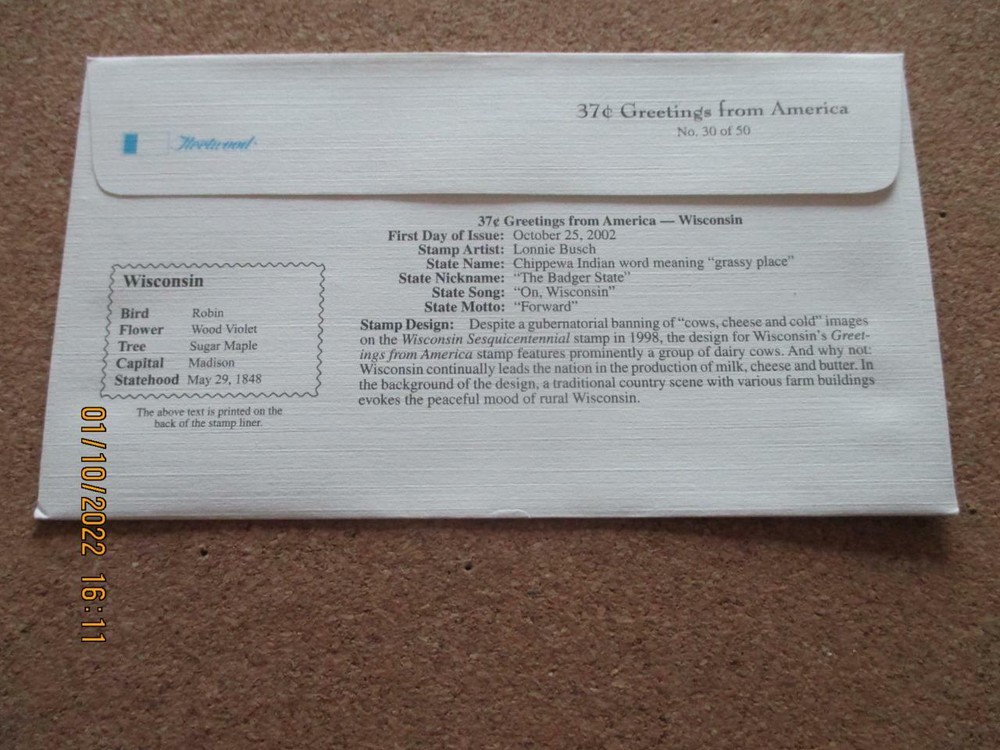 37¢ Greetings from America
No. 30 of 50
Fleetwood
37¢ Greetings from America — Wisconsin
First Day of Issue: October 25, 2002
Stamp Artist: Lonnie Busch
State Name: Chippewa Indian word meaning “grassy place”
State Nickname: “The Badger State”
State Song: “On, Wisconsin”
State Motto: “Forward”
Stamp Design: Despite a gubernatorial banning of “cows, cheese and cold” images
on the Wisconsin Sesquicentennial stamp in 1998, the design for Wisconsin’s Greet-
ings from America stamp features prominently a group of dairy cows. And why not:
Wisconsin continually leads the nation in the production of milk, cheese and butter. In
the background of the design, a traditional country scene with various farm buildings
evokes the peaceful mood of rural Wisconsin.
Wisconsin
Bird Robin
Flower Wood Violet
Tree Sugar Maple
Capital Madison
Statehood May 29, 1848
The above text is printed on the
back of the stamp liner.
01/10/2022 16:11